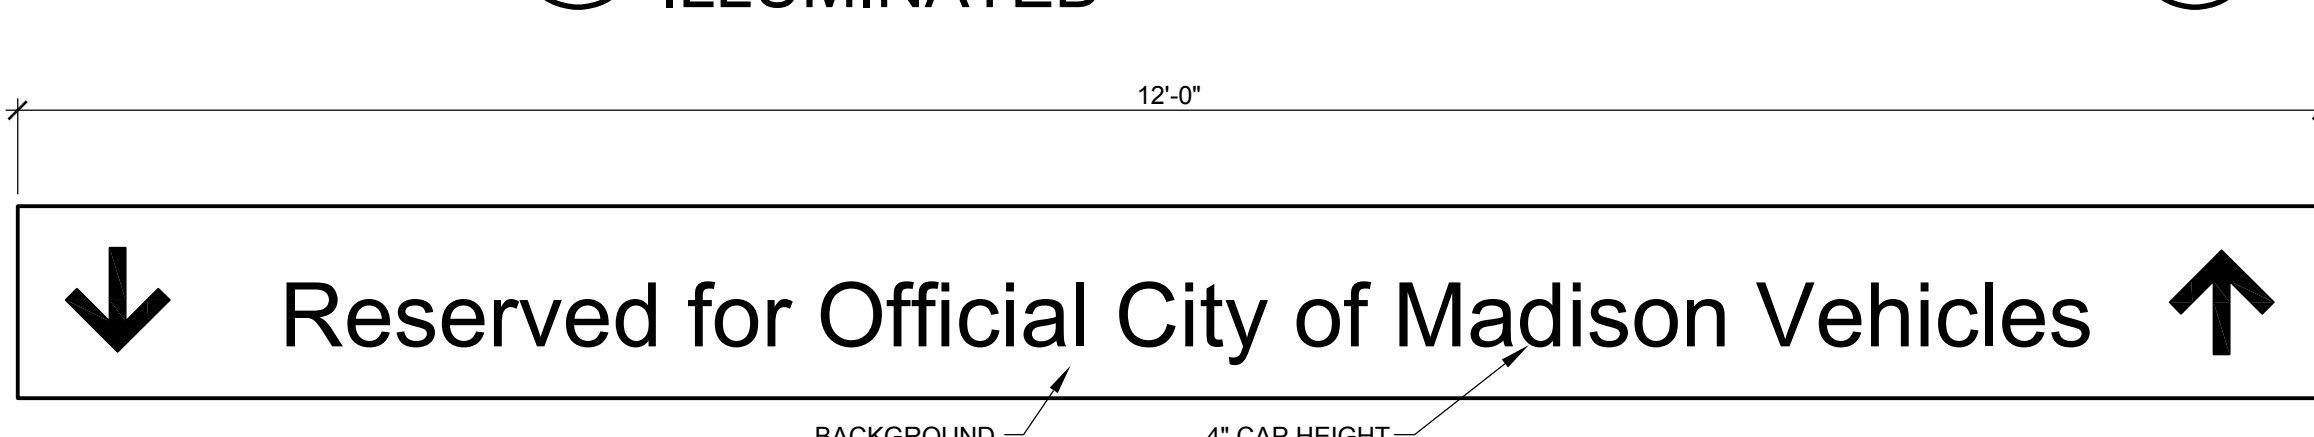 ILLUMINATED
12'-0"
Reserved for Official City of Madison Vehicles
BACKGROUND
4" CAP HEIGHT